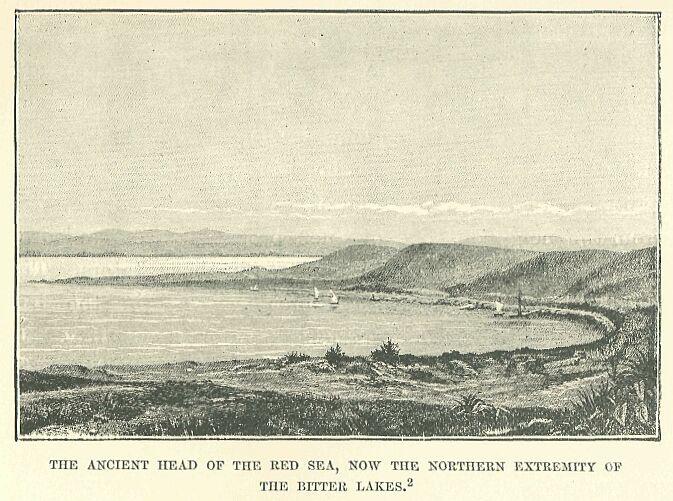 THE ANCIENT HEAD OF THE RED SEA, NOW THE NORTHERN EXTREMITY OF
THE BITTER LAKES.²